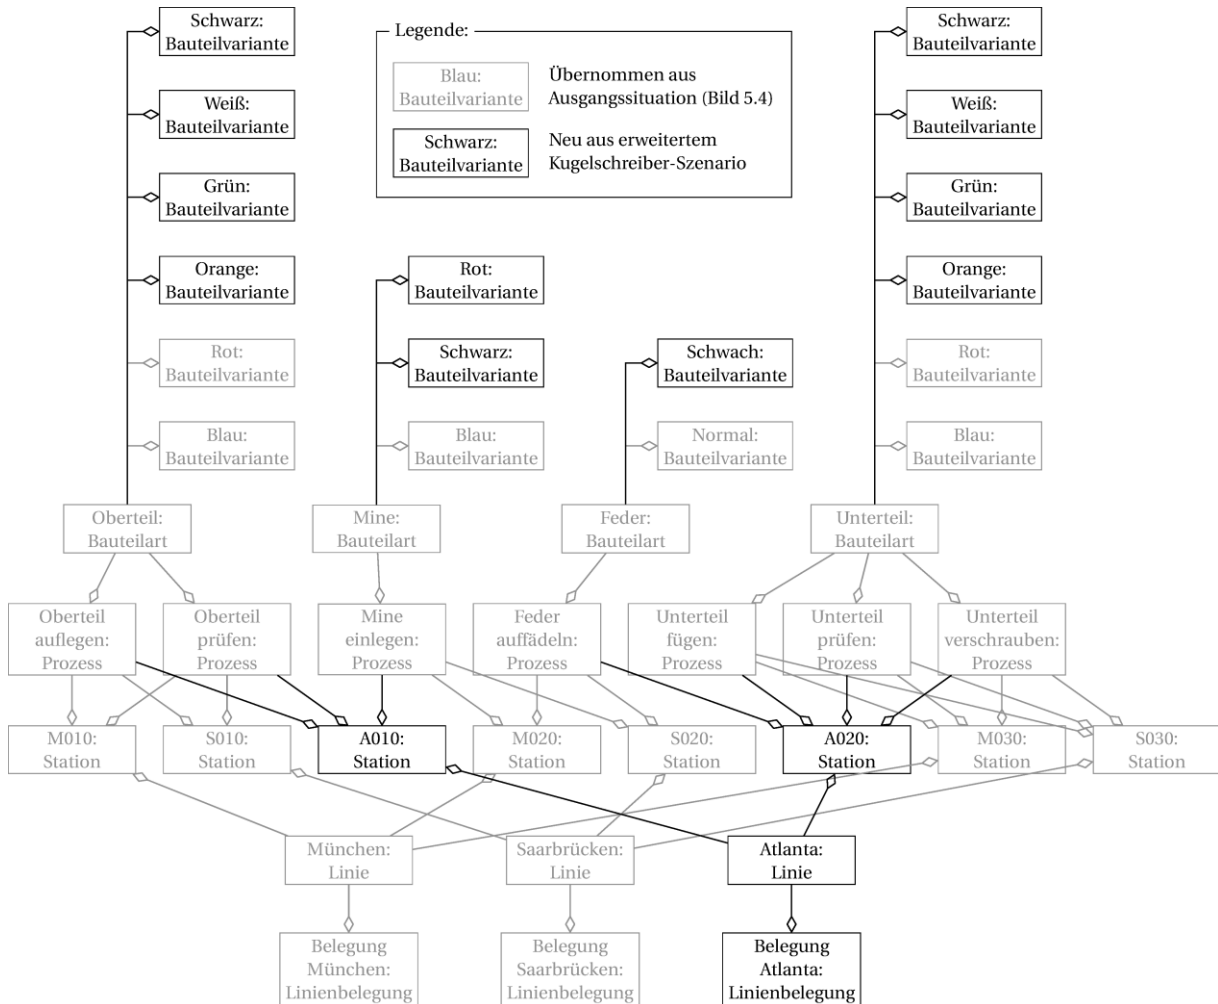 Schwarz:
Bauteilvariante
Weiß:
Bauteilvariante
Grün:
Bauteilvariante
Orange:
Bauteilvariante
Rot:
Bauteilvariante
Blau:
Bauteilvariante
Legende:
Blau:
Bauteilvariante
Übernommen aus
Ausgangssituation (Bild 5.4)
Schwarz:
Bauteilvariante
Neu aus erweitertem
Kugelschreiber-Szenario
Rot:
Bauteilvariante
Schwarz:
Bauteilvariante
Blau:
Bauteilvariante
Schwach:
Bauteilvariante
Normal:
Bauteilvariante
Schwarz:
Bauteilvariante
Weiß:
Bauteilvariante
Grün:
Bauteilvariante
Orange:
Bauteilvariante
Rot:
Bauteilvariante
Blau:
Bauteilvariante
Oberteil:
Bauteilart
Mine:
Bauteilart
Feder:
Bauteilart
Unterteil:
Bauteilart
Oberteil
auflegen:
Prozess
Oberteil
prüfen:
Prozess
Mine
einlegen:
Prozess
Feder
auffädeln:
Prozess
Unterteil
fügen:
Prozess
Unterteil
prüfen:
Prozess
Unterteil
verschrauben:
Prozess
M010:
Station
S010:
Station
A010:
Station
M020:
Station
S020:
Station
A020:
Station
M030:
Station
S030:
Station
München:
Linie
Saarbrücken:
Linie
Atlanta:
Linie
Belegung
München:
Linienbelegung
Belegung
Saarbrücken:
Linienbelegung
Belegung
Atlanta:
Linienbelegung